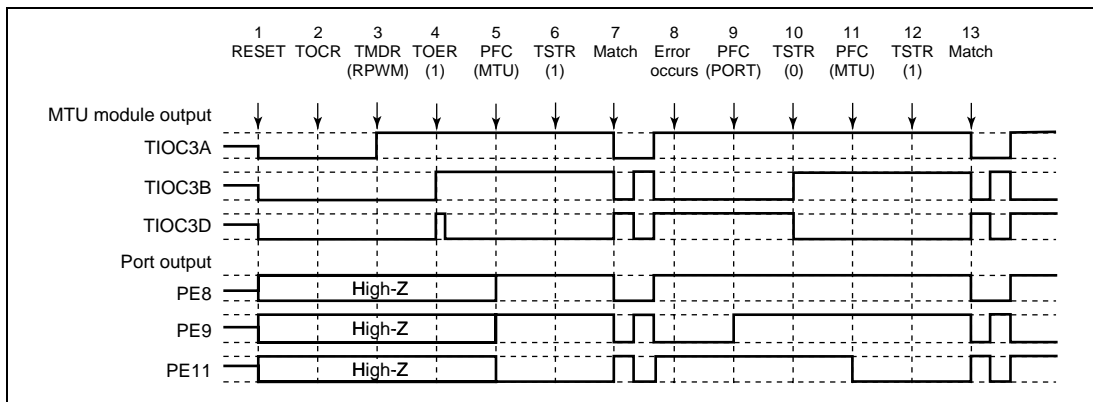 1 2 3 4 5 6 7 8 9 10 11 12 13
RESET TOCR TMDR TOER PFC TSTR Match Error PFC TSTR PFC TSTR Match
(RPWM) (1) (MTU) (1) occurs (PORT) (0) (MTU) (1)
MTU module output
TIOC3A
TIOC3B
TIOC3D
Port output
PE8 High-Z
PE9 High-Z
PE11 High-Z